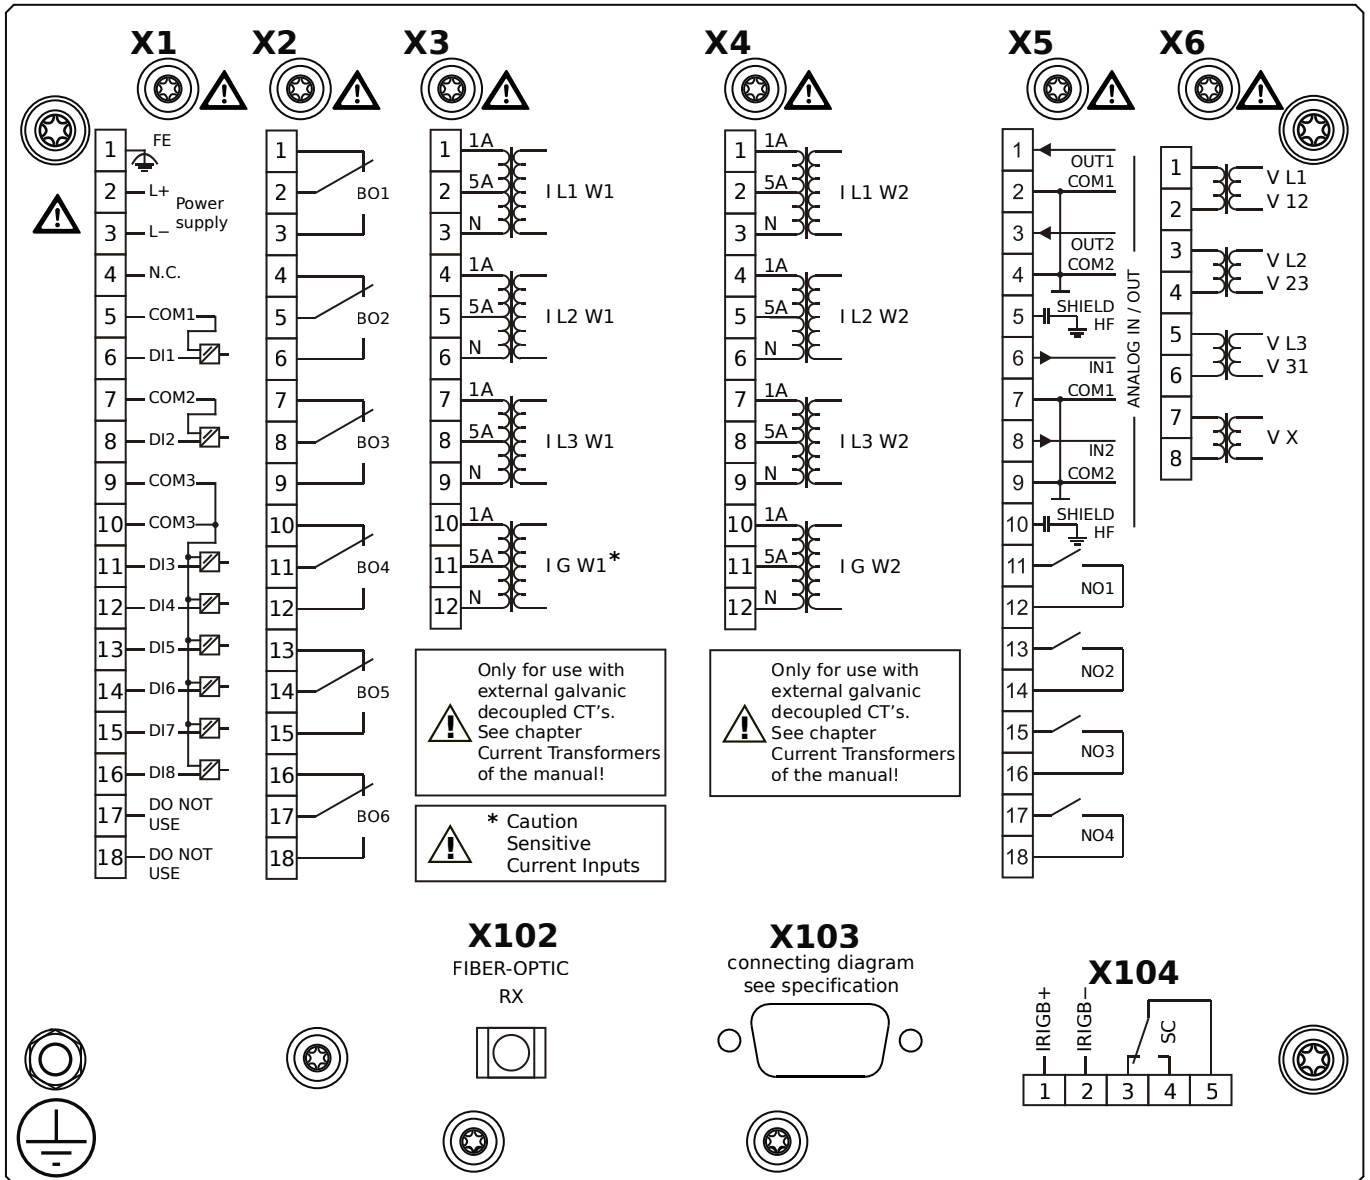 X1
X2
X3
X4
X5
X6
1
FE
2
L+
Power
supply
3
L−
4
N.C.
5
COM1
6
DI1
7
COM2
8
DI2
9
COM3
10
COM3
11
DI3
12
DI4
13
DI5
14
DI6
15
DI7
16
DI8
17
DO NOT
USE
18
DO NOT
USE
1
2
BO1
3
4
5
BO2
6
7
8
BO3
9
10
11
BO4
12
13
14
BO5
15
16
17
BO6
18
1
1A
2
5A
I L1 W1
3
N
4
1A
5
5A
I L2 W1
6
N
7
1A
8
5A
I L3 W1
9
N
10
1A
11
5A
I G W1*
12
N
Only for use with
external galvanic
decoupled CT's.
See chapter
Current Transformers
of the manual!
* Caution
Sensitive
Current Inputs
1
1A
2
5A
I L1 W2
3
N
4
1A
5
5A
I L2 W2
6
N
7
1A
8
5A
I L3 W2
9
N
10
1A
11
5A
I G W2
12
N
Only for use with
external galvanic
decoupled CT's.
See chapter
Current Transformers
of the manual!
1
OUT1
2
COM1
3
OUT2
4
COM2
5
SHIELD
HF
6
IN1
7
COM1
8
IN2
9
COM2
10
SHIELD
HF
ANALOG IN / OUT
11
NO1
12
13
NO2
14
15
NO3
16
17
NO4
18
1
V L1
2
V 12
3
V L2
4
V 23
5
V L3
6
V 31
7
V X
8
X102
FIBER-OPTIC
RX
X103
connecting diagram
see specification
X104
IRIGB+
IRIGB−
SC
1 2 3 4 5